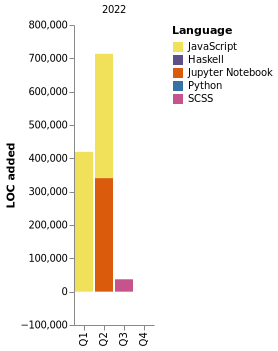 2022
Language
JavaScript
Haskell
Jupyter Notebook
Python
SCSS
LOC added
800,000
700,000
600,000
500,000
400,000
300,000
200,000
100,000
0
−100,000
Q1
Q2
Q3
Q4